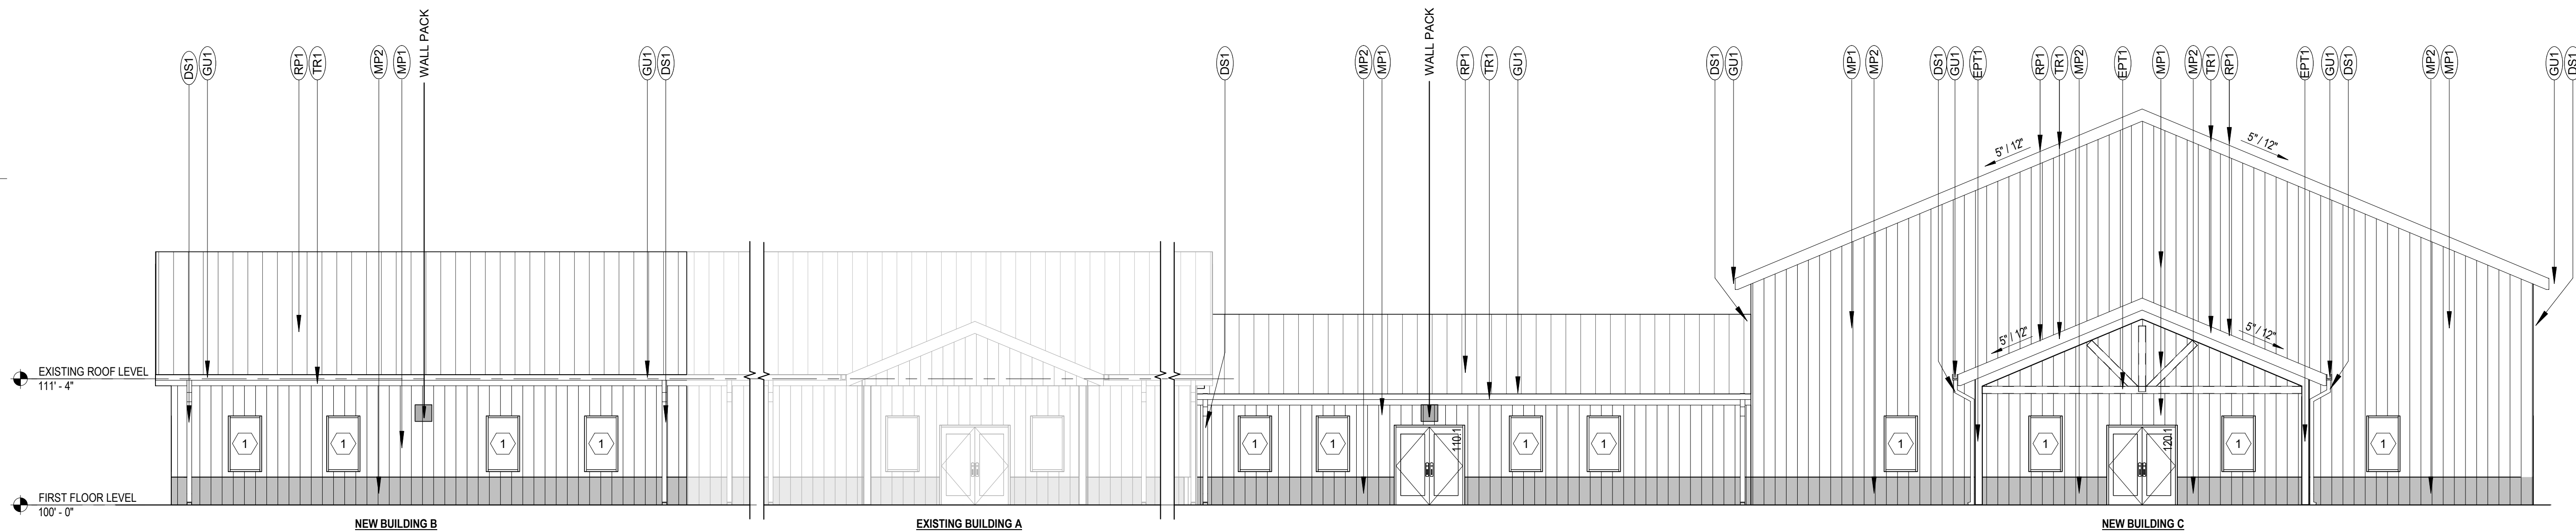 WALL PACK
WALL PACK
DS1
GU1
RP1
TR1
MP2
MP1
GU1
DS1
DS1
MP2
MP1
RP1
TR1
GU1
DS1
GU1
MP1
MP2
DS1
GU1
EPT1
RP1
TR1
MP2
EPT1
MP1
MP2
TR1
RP1
EPT1
GU1
DS1
MP2
MP1
GU1
DS1
5" / 12"
5" / 12"
5" / 12"
5" / 12"
EXISTING ROOF LEVEL
111' - 4"
1
1
1
1
1
1
1
1
1
1
1
1
110.1
120.1
FIRST FLOOR LEVEL
100' - 0"
NEW BUILDING B
EXISTING BUILDING A
NEW BUILDING C